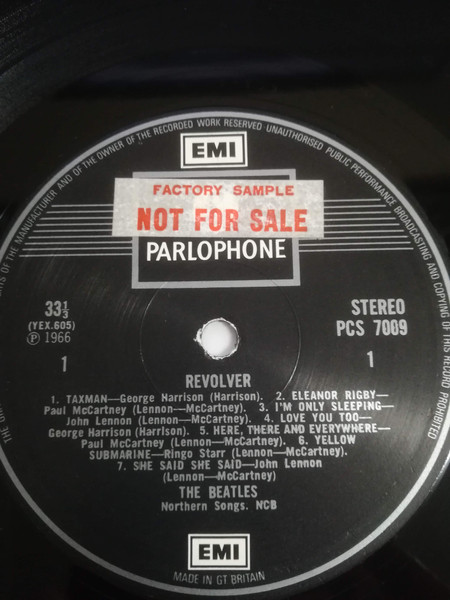 TS OF THE MANUFACTURER AND OF THE OWNER OF THE RECORDED WORK RESERVED UNAUTHORISED PUBLIC PERFORMANCE BROADCASTING AND COPYING OF THIS RECORD PROHIBITED
THE
EMI
FACTORY SAMPLE
NOT FOR SALE
PARLOPHONE
33⅓
(YEX.605)
Ⓟ 1966
1
STEREO
PCS 7009
1
REVOLVER
1. TAXMAN—George Harrison (Harrison). 2. ELEANOR RIGBY—
Paul McCartney (Lennon—McCartney). 3. I'M ONLY SLEEPING—
John Lennon (Lennon—McCartney). 4. LOVE YOU TOO—
George Harrison (Harrison). 5. HERE, THERE AND EVERYWHERE—
Paul McCartney (Lennon—McCartney). 6. YELLOW
SUBMARINE—Ringo Starr (Lennon—McCartney).
7. SHE SAID SHE SAID—John Lennon
(Lennon—McCartney)
THE BEATLES
Northern Songs. NCB
EMI
MADE IN GT BRITAIN